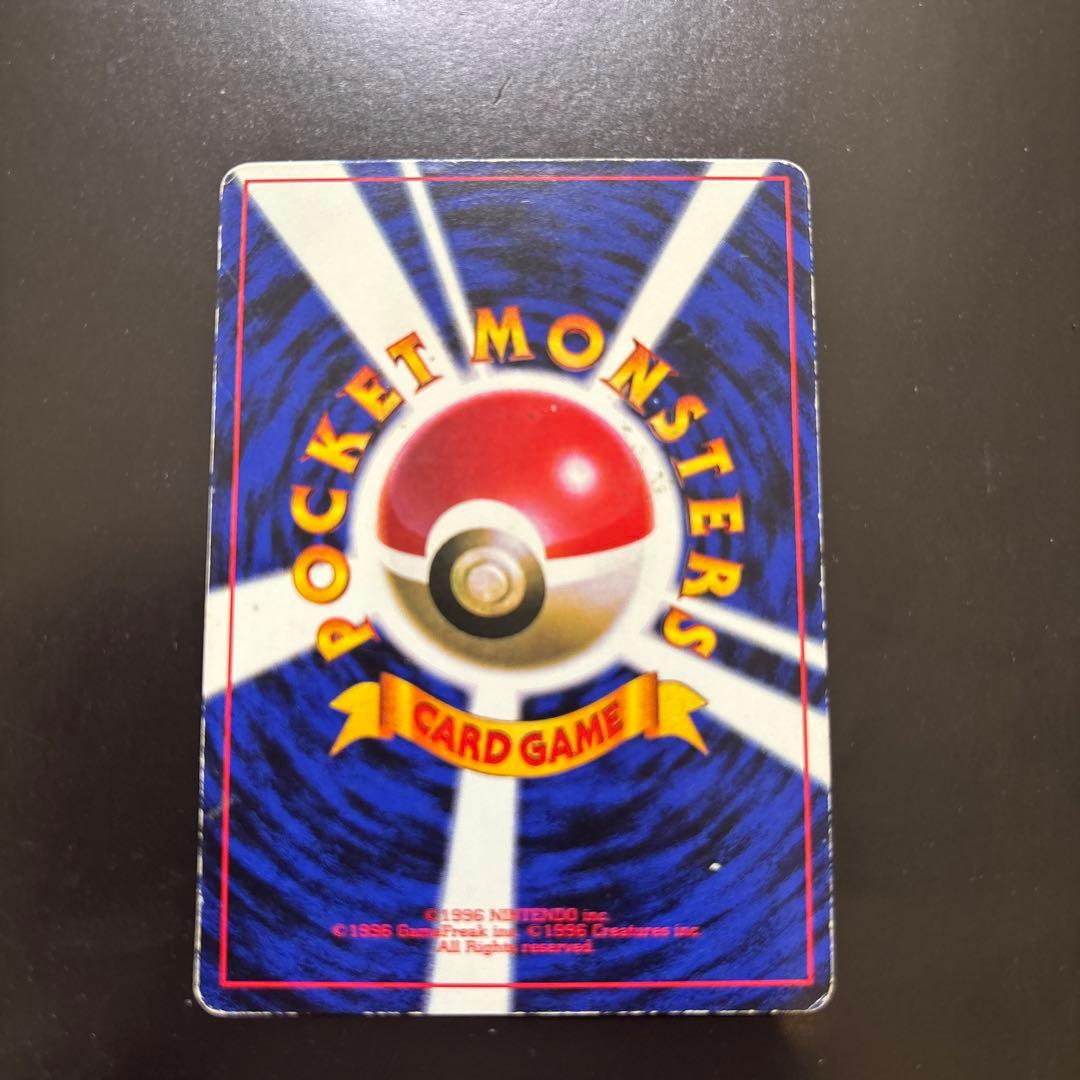 POCKET MONSTERS
CARD GAME
©1996 NINTENDO inc.
©1996 GameFreak inc. ©1996 Creatures inc.
All Rights reserved.